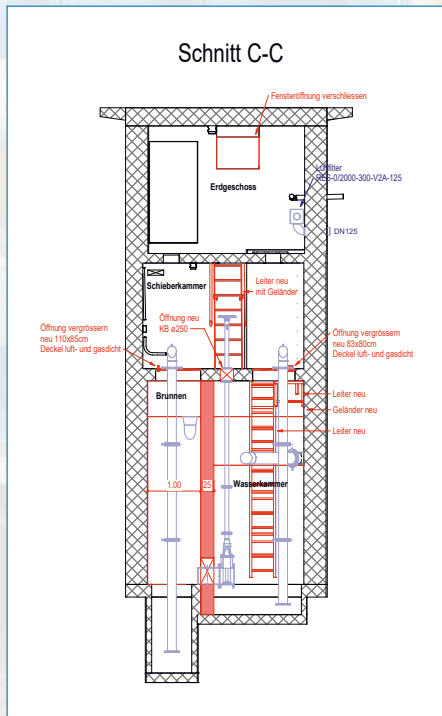 Schnitt C-C
Fensteröffnung verschliessen
Luftfilter
RES-0/2000-300-V2A-125
Erdgeschoss
DN125
Schieberkammer
Leiter neu
mit Geländer
Öffnung neu
KB ø250
Öffnung vergrössern
neu 110x85cm
Deckel luft- und gasdicht
Öffnung vergrössern
neu 83x80cm
Deckel luft- und gasdicht
Brunnen
Leiter neu
Geländer neu
Leiter neu
1.00
25
Wasserkammer